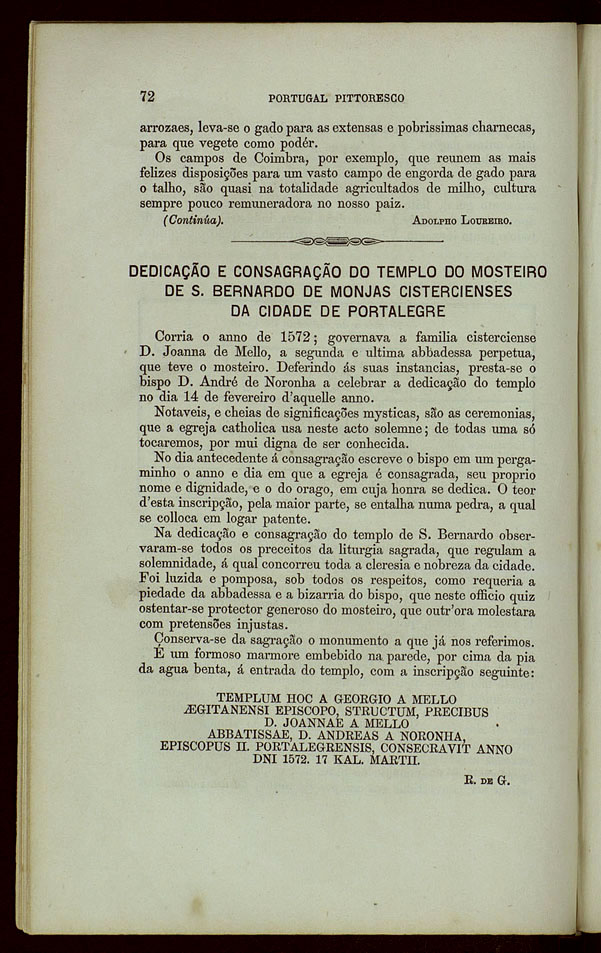 72 PORTUGAL PITTORESCO
arrozaes, leva-se o gado para as extensas e pobrissimas charnecas,
para que vegete como podér.
Os campos de Coimbra, por exemplo, que reunem as mais
felizes disposições para um vasto campo de engorda de gado para
o talho, são quasi na totalidade agricultados de milho, cultura
sempre pouco remuneradora no nosso paiz.
(Continúa). ADOLPHO LOUREIRO.
DEDICAÇÃO E CONSAGRAÇÃO DO TEMPLO DO MOSTEIRO
DE S. BERNARDO DE MONJAS CISTERCIENSES
DA CIDADE DE PORTALEGRE
Corria o anno de 1572; governava a familia cisterciense
D. Joanna de Mello, a segunda e ultima abbadessa perpetua,
que teve o mosteiro. Deferindo ás suas instancias, presta-se o
bispo D. André de Noronha a celebrar a dedicação do templo
no dia 14 de fevereiro d'aquelle anno.
Notaveis, e cheias de significações mysticas, são as ceremonias,
que a egreja catholica usa neste acto solemne; de todas uma só
tocaremos, por mui digna de ser conhecida.
No dia antecedente á consagração escreve o bispo em um perga-
minho o anno e dia em que a egreja é consagrada, seu proprio
nome e dignidade, e o do orago, em cuja honra se dedica. O teor
d'esta inscripção, pela maior parte, se entalha numa pedra, a qual
se colloca em logar patente.
Na dedicação e consagração do templo de S. Bernardo obser-
varam-se todos os preceitos da liturgia sagrada, que regulam a
solemnidade, á qual concorreu toda a cleresia e nobreza da cidade.
Foi luzida e pomposa, sob todos os respeitos, como requeria a
piedade da abbadessa e a bizarria do bispo, que neste officio quiz
ostentar-se protector generoso do mosteiro, que outr'ora molestara
com pretensões injustas.
Conserva-se da sagração o monumento a que já nos referimos.
É um formoso marmore embebido na parede, por cima da pia
da agua benta, á entrada do templo, com a inscripção seguinte:
TEMPLUM HOC A GEORGIO A MELLO
ÆGITANENSI EPISCOPO, STRUCTUM, PRECIBUS
D. JOANNAE A MELLO
ABBATISSAE, D. ANDREAS A NORONHA,
EPISCOPUS II. PORTALEGRENSIS, CONSECRAVIT ANNO
DNI 1572. 17 KAL. MARTII.
R. DE G.